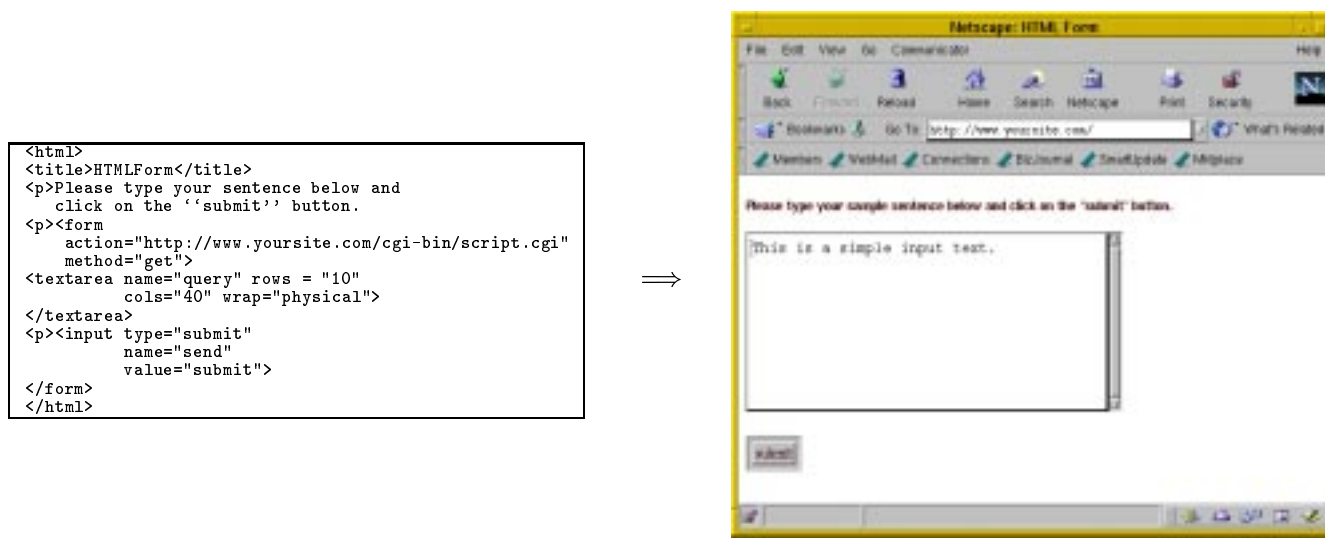 <html>
<title>HTMLForm</title>
<p>Please type your sentence below and
click on the ‘‘submit’’ button.
<p><form
action="http://www.yoursite.com/cgi-bin/script.cgi"
method="get">
<textarea name="query" rows = "10"
cols="40" wrap="physical">
</textarea>
<p><input type="submit"
name="send"
value="submit">
</form>
</html>
⟹
Netscape: HTML Form
File Edit View Go Communicator Help
Back Forward Reload Home Search Netscape Print Security N
Bookmarks Go To: http://www.yoursite.com/ What's Related
Members WebMail Connections BizJournal SmartUpdate Mktplace
Please type your sample sentence below and click on the "submit" button.
This is a simple input text.
submit